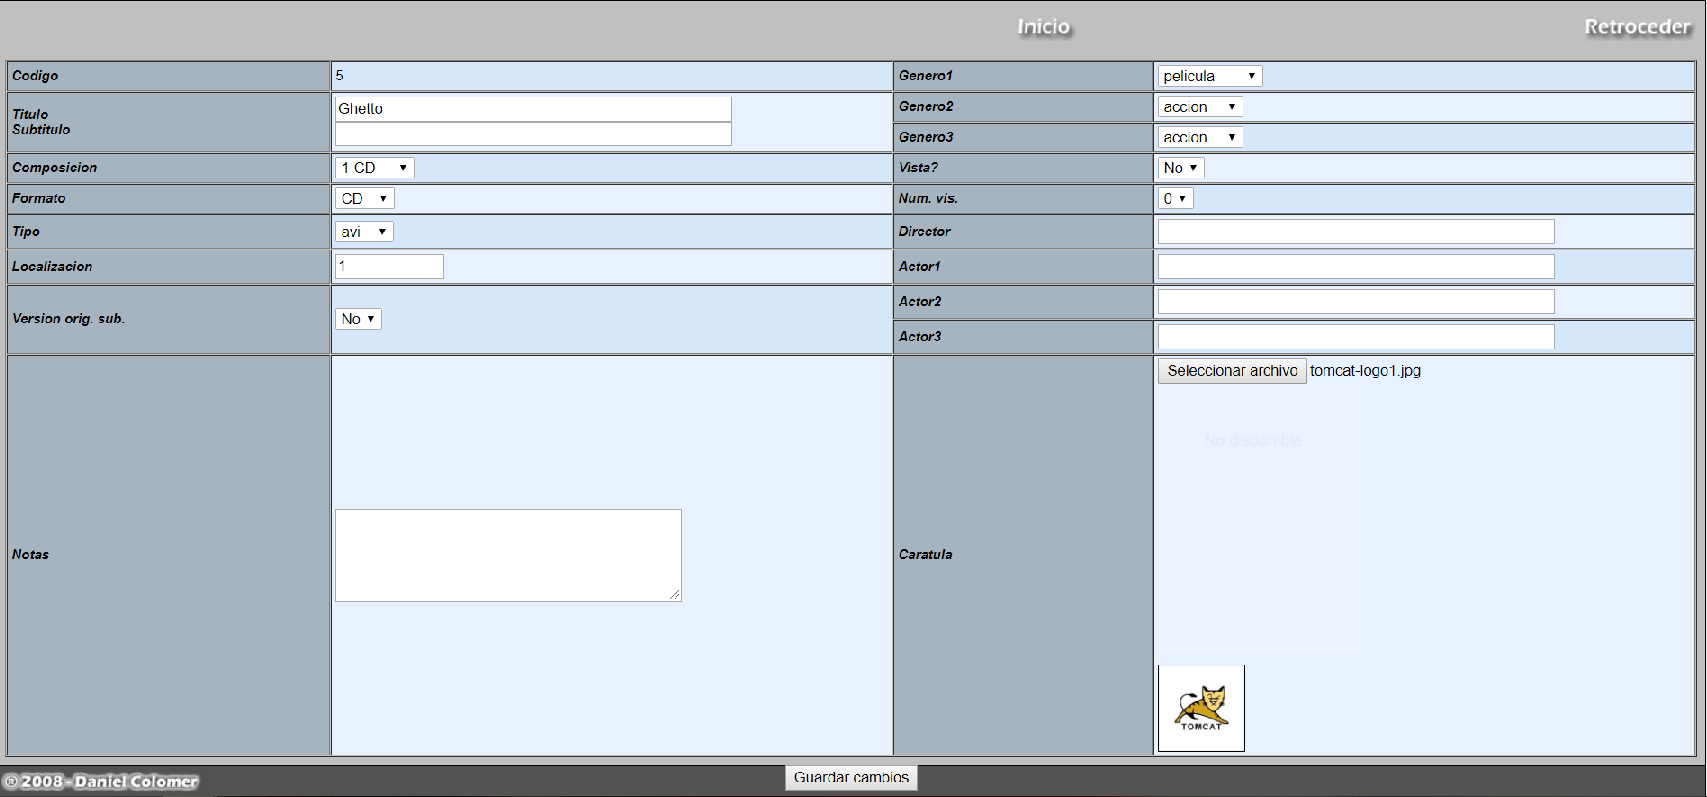 Inicio
Retroceder
Codigo
5
Genero1
pelicula
Titulo
Subtitulo
Ghetto
Genero2
accion
Genero3
accion
Composicion
1 CD
Vista?
No
Formato
CD
Num. vis.
0
Tipo
avi
Director
Localizacion
1
Actor1
Version orig. sub.
No
Actor2
Actor3
Notas
Caratula
Seleccionar archivo tomcat-logo1.jpg
No disponible
TOMCAT
© 2008 - Daniel Colomer
Guardar cambios